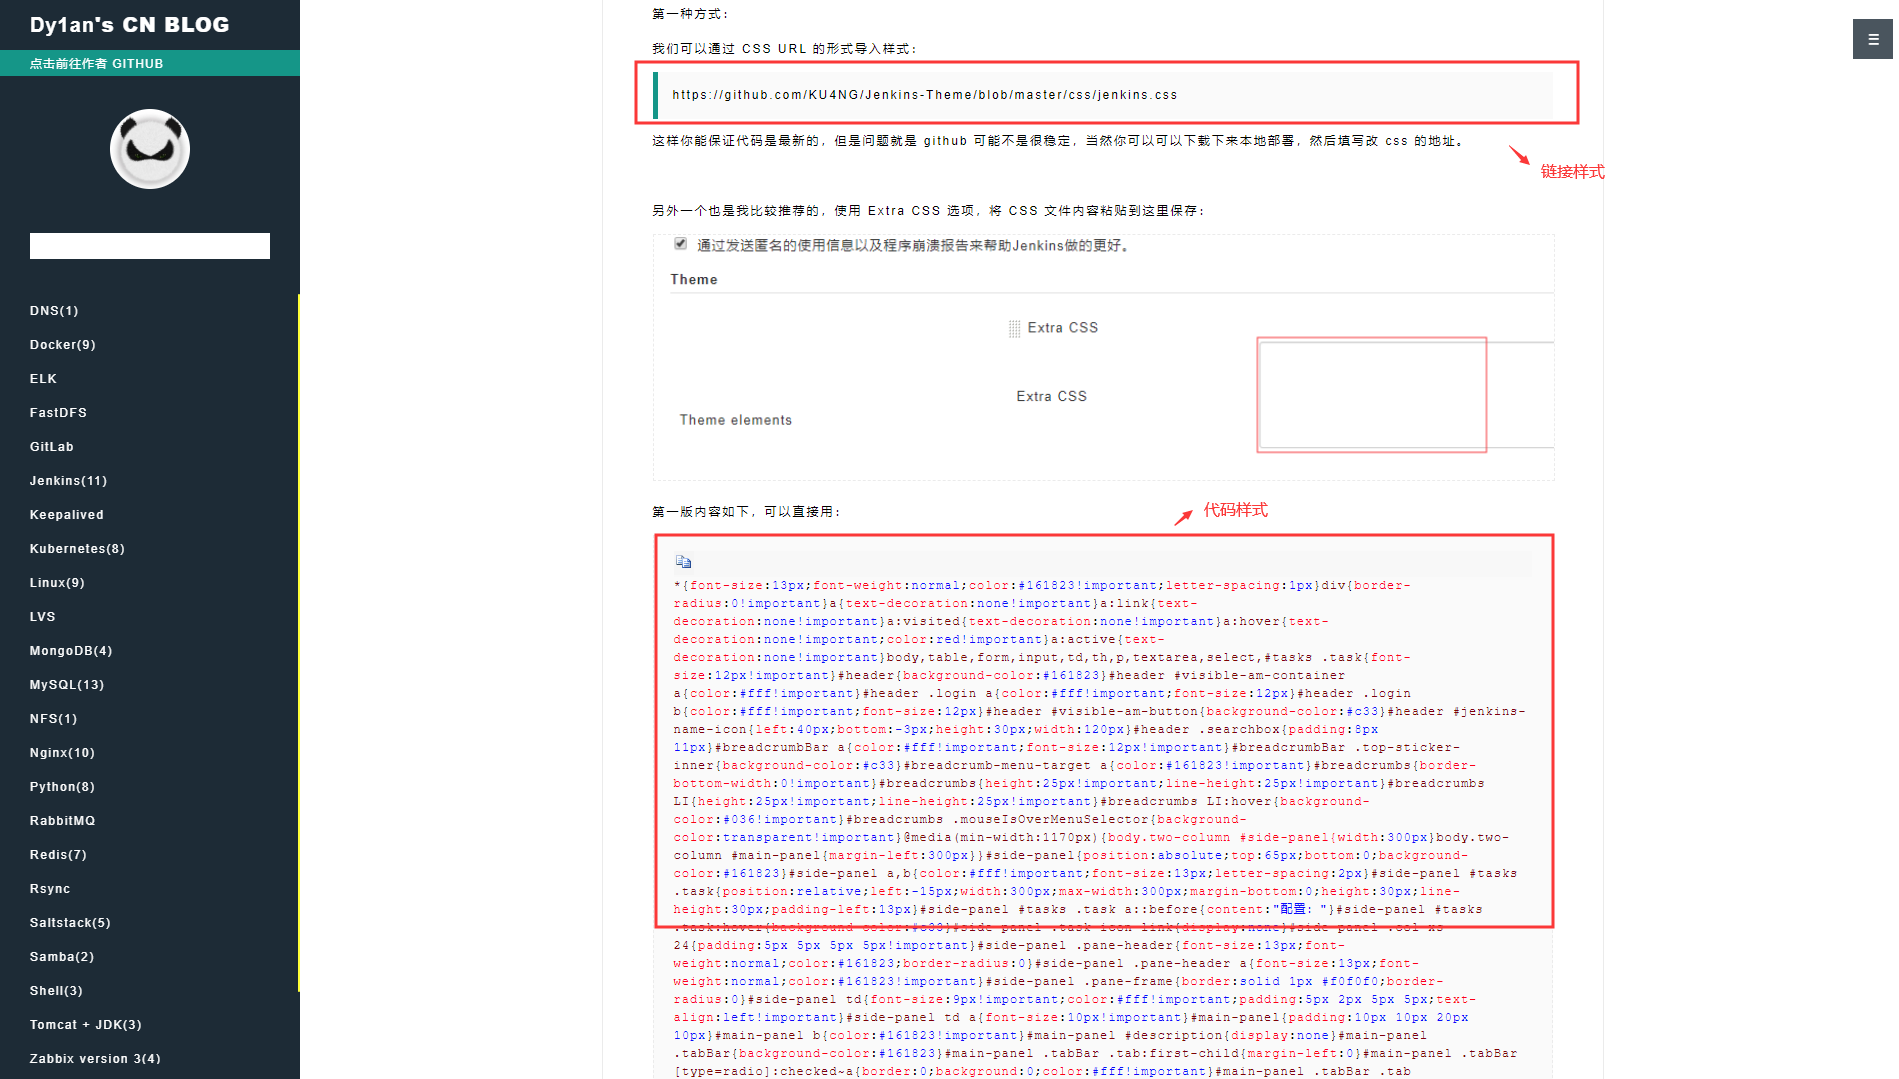 Dy1an's CN BLOG
点击前往作者 GITHUB
DNS(1)
Docker(9)
ELK
FastDFS
GitLab
Jenkins(11)
Keepalived
Kubernetes(8)
Linux(9)
LVS
MongoDB(4)
MySQL(13)
NFS(1)
Nginx(10)
Python(8)
RabbitMQ
Redis(7)
Rsync
Saltstack(5)
Samba(2)
Shell(3)
Tomcat + JDK(3)
Zabbix version 3(4)
第一种方式：
我们可以通过 CSS URL 的形式导入样式：
https://github.com/KU4NG/Jenkins-Theme/blob/master/css/jenkins.css
这样你能保证代码是最新的，但是问题就是 github 可能不是很稳定，当然你可以可以下载下来本地部署，然后填写改 css 的地址。
链接样式
另外一个也是我比较推荐的，使用 Extra CSS 选项，将 CSS 文件内容粘贴到这里保存：
通过发送匿名的使用信息以及程序崩溃报告来帮助Jenkins做的更好。
Theme
Extra CSS
Extra CSS
Theme elements
第一版内容如下，可以直接用：
代码样式
*{font-size:13px;font-weight:normal;color:#161823!important;letter-spacing:1px}div{border-
radius:0!important}a{text-decoration:none!important}a:link{text-
decoration:none!important}a:visited{text-decoration:none!important}a:hover{text-
decoration:none!important;color:red!important}a:active{text-
decoration:none!important}body,table,form,input,td,th,p,textarea,select,#tasks .task{font-
size:12px!important}#header{background-color:#161823}#header #visible-am-container
a{color:#fff!important}#header .login a{color:#fff!important;font-size:12px}#header .login
b{color:#fff!important;font-size:12px}#header #visible-am-button{background-color:#c33}#header #jenkins-
name-icon{left:40px;bottom:-3px;height:30px;width:120px}#header .searchbox{padding:8px
11px}#breadcrumbBar a{color:#fff!important;font-size:12px!important}#breadcrumbBar .top-sticker-
inner{background-color:#c33}#breadcrumb-menu-target a{color:#161823!important}#breadcrumbs{border-
bottom-width:0!important}#breadcrumbs{height:25px!important;line-height:25px!important}#breadcrumbs
LI{height:25px!important;line-height:25px!important}#breadcrumbs LI:hover{background-
color:#036!important}#breadcrumbs .mouseIsOverMenuSelector{background-
color:transparent!important}@media(min-width:1170px){body.two-column #side-panel{width:300px}body.two-
column #main-panel{margin-left:300px}}#side-panel{position:absolute;top:65px;bottom:0;background-
color:#161823}#side-panel a,b{color:#fff!important;font-size:13px;letter-spacing:2px}#side-panel #tasks
.task{position:relative;left:-15px;width:300px;max-width:300px;margin-bottom:0;height:30px;line-
height:30px;padding-left:13px}#side-panel #tasks .task a::before{content:"配置："}#side-panel #tasks
.task:hover{background-color:#c33}#side-panel .task-icon-link{display:none}#side-panel .col-xs-
24{padding:5px 5px 5px 5px!important}#side-panel .pane-header{font-size:13px;font-
weight:normal;color:#161823;border-radius:0}#side-panel .pane-header a{font-size:13px;font-
weight:normal;color:#161823!important}#side-panel .pane-frame{border:solid 1px #f0f0f0;border-
radius:0}#side-panel td{font-size:9px!important;color:#fff!important;padding:5px 2px 5px 5px;text-
align:left!important}#side-panel td a{font-size:10px!important}#main-panel{padding:10px 10px 20px
10px}#main-panel b{color:#161823!important}#main-panel #description{display:none}#main-panel
.tabBar{background-color:#161823}#main-panel .tabBar .tab:first-child{margin-left:0}#main-panel .tabBar
[type=radio]:checked~a{border:0;background:0;color:#fff!important}#main-panel .tabBar .tab